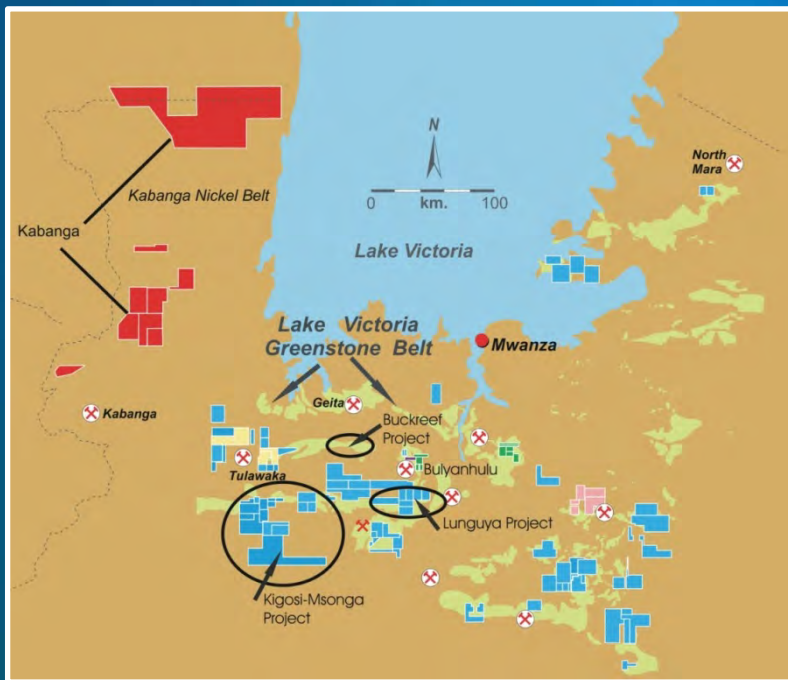 North
Mara
Kabanga Nickel Belt
N
0
100
km.
Kabanga
Lake Victoria
Lake Victoria
Greenstone Belt
Mwanza
Kabanga
Geita
Buckreef
Project
Tulawaka
Bulyanhulu
Lunguya Project
Kigosi-Msonga
Project